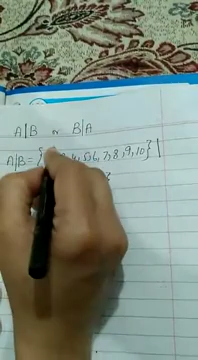 A|B or B|A
A|B = { 4, 5, 6, 7, 8, 9, 10 } |